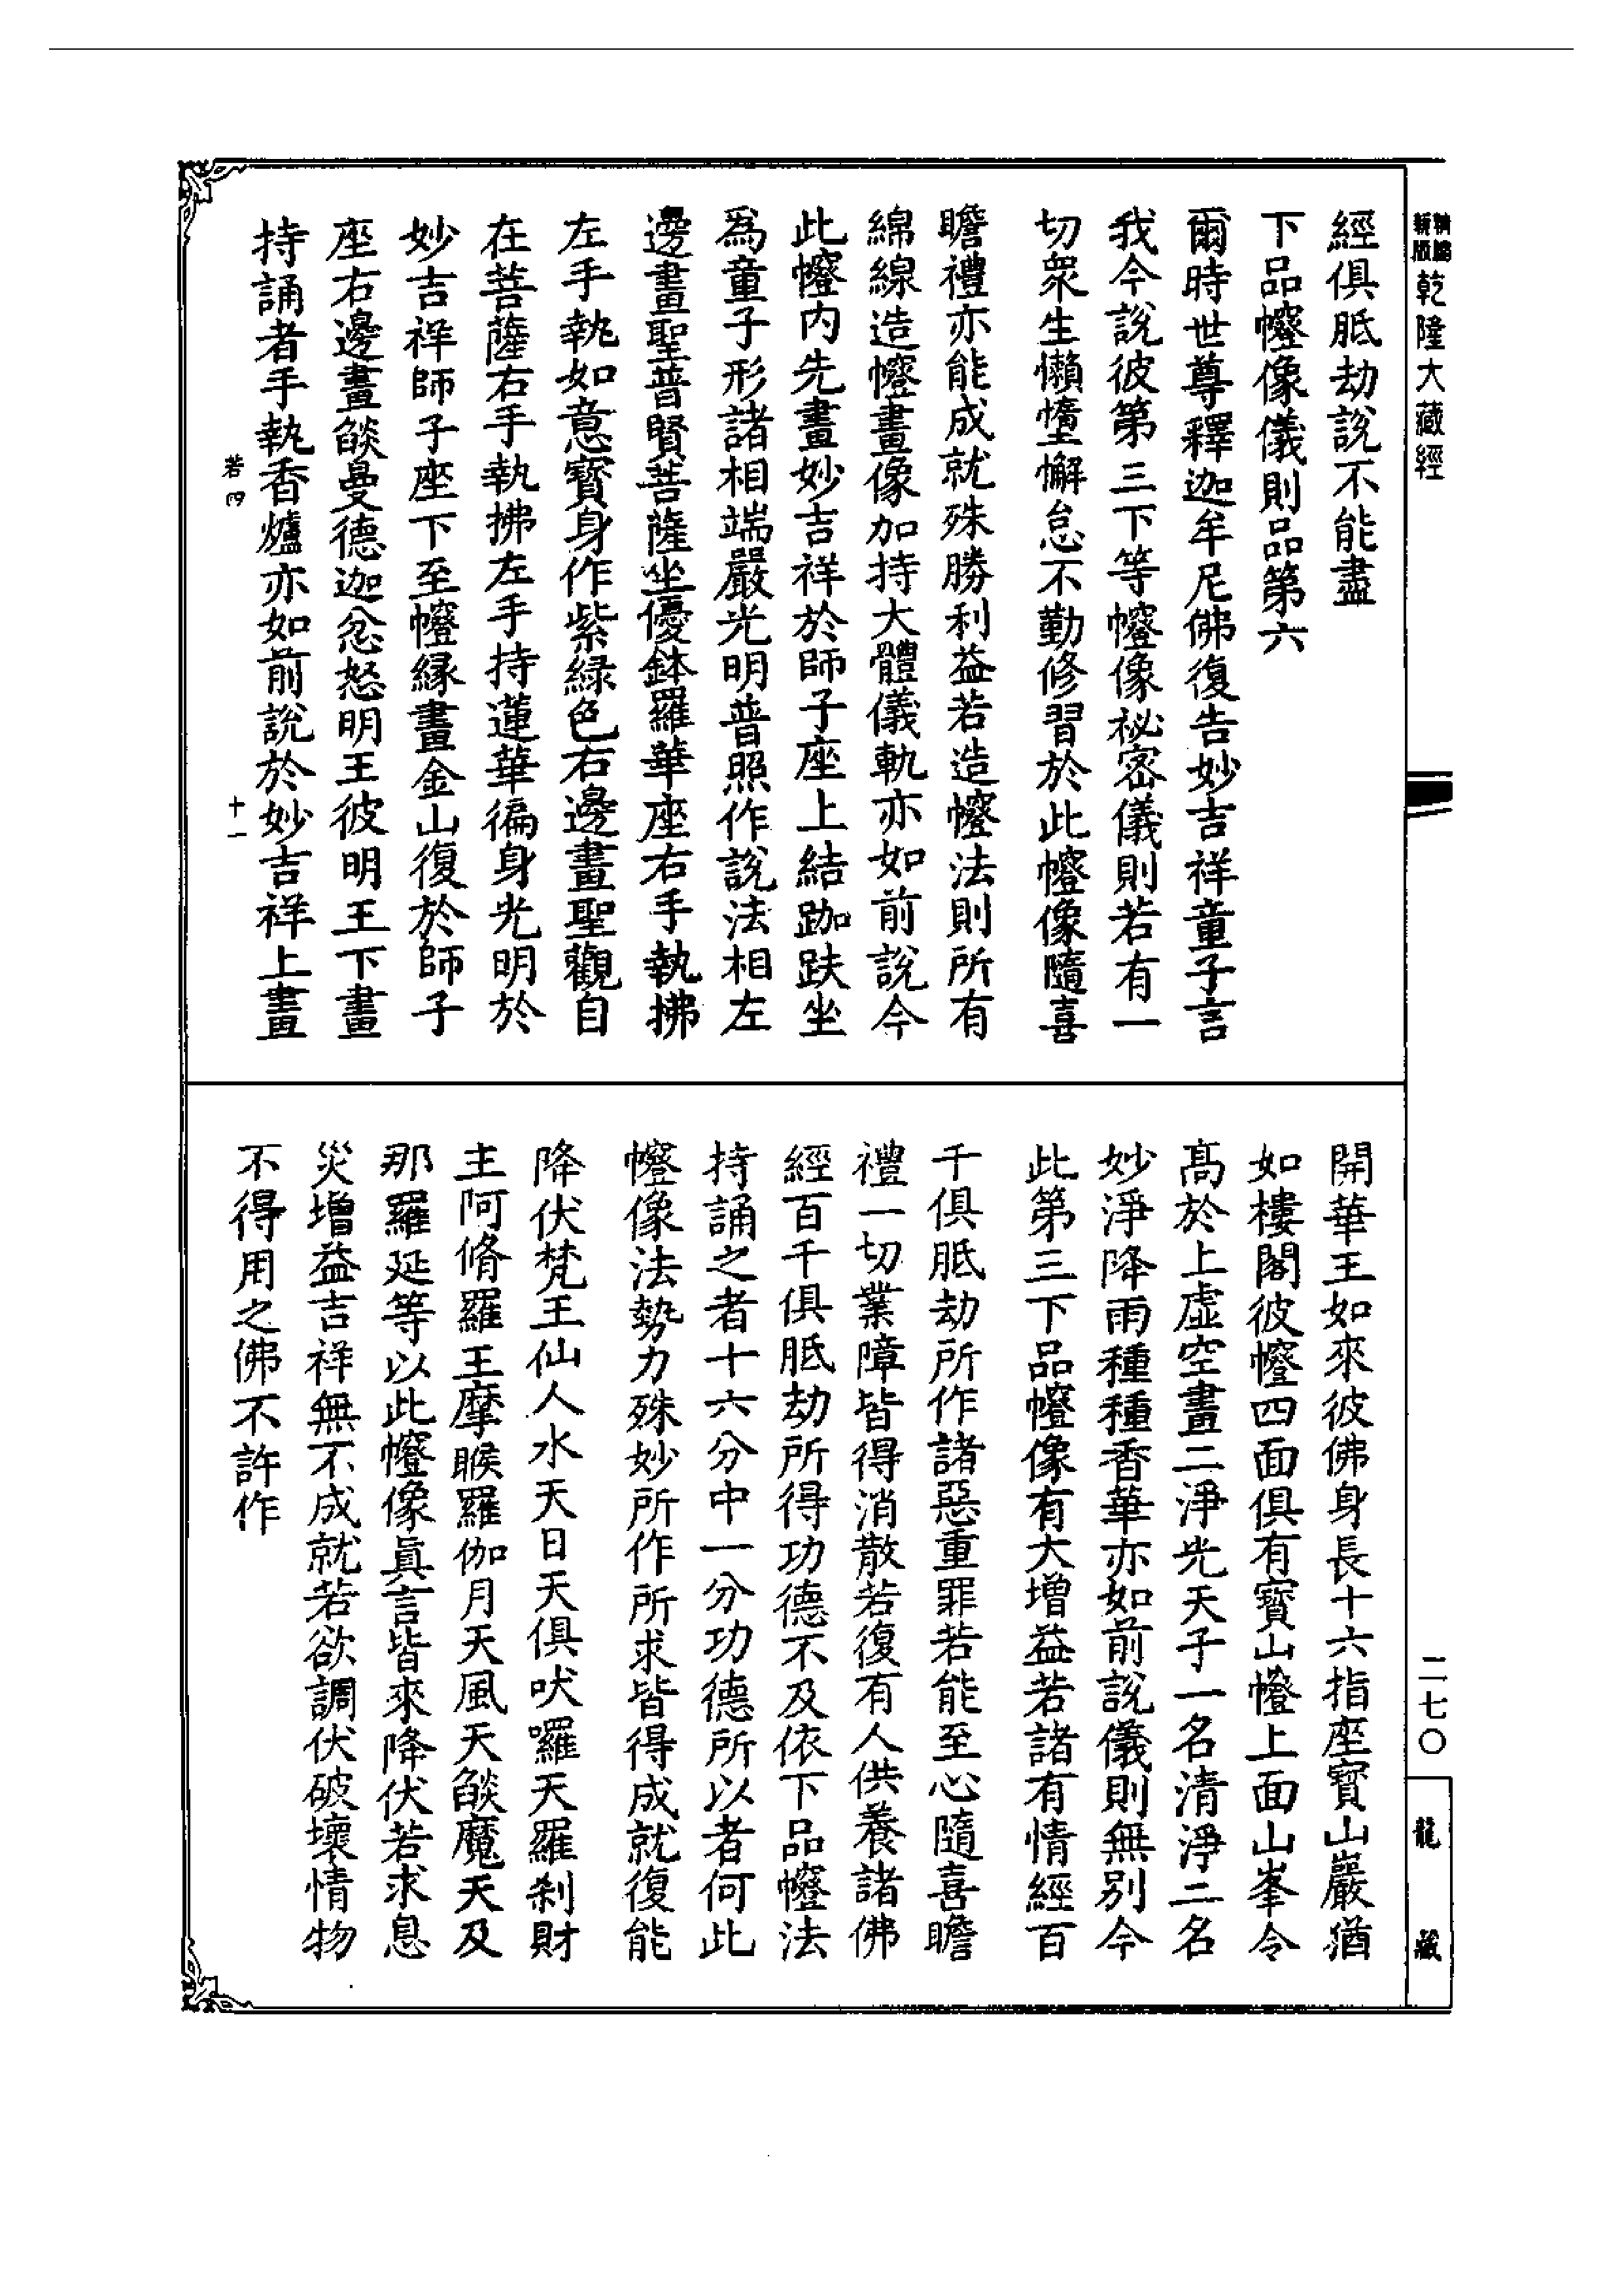 精縮
新版
乾隆大藏經
二七〇
龍藏
經俱胝劫說不能盡
下品㡧像儀則品第六
爾時世尊釋迦牟尼佛復告妙吉祥童子言
我今說彼第三下等㡧像祕密儀則若有一
切衆生懶墮懈怠不勤修習於此㡧像隨喜
瞻禮亦能成就殊勝利益若造㡧法則所有
綿線造㡧畫像加持大體儀軌亦如前說今
此㡧内先畫妙吉祥於師子座上結跏趺坐
爲童子形諸相端嚴光明普照作說法相左
邊畫聖普賢菩薩坐優鉢羅華座右手執拂
左手執如意寶身作紫綠色右邊畫聖觀自
在菩薩右手執拂左手持蓮華徧身光明於
妙吉祥師子座下至㡧緣畫金山復於師子
座右邊畫燄曼德迦忿怒明王彼明王下畫
持誦者手執香爐亦如前說於妙吉祥上畫
若四
十一
開華王如來彼佛身長十六指座寶山巖猶
如樓閣彼㡧四面俱有寶山㡧上面山峯令
高於上虛空畫二淨光天子一名清淨二名
妙淨降雨種種香華亦如前說儀則無別今
此第三下品㡧像有大增益若諸有情經百
千俱胝劫所作諸惡重罪若能至心隨喜瞻
禮一切業障皆得消散若復有人供養諸佛
經百千俱胝劫所得功德不及依下品㡧法
持誦之者十六分中一分功德所以者何此
㡧像法勢力殊妙所作所求皆得成就復能
降伏梵王仙人水天日天俱吠囉天羅剎財
主阿脩羅王摩睺羅伽月天風天燄魔天及
那羅延等以此㡧像眞言皆來降伏若求息
災增益吉祥無不成就若欲調伏破壞情物
不得用之佛不許作